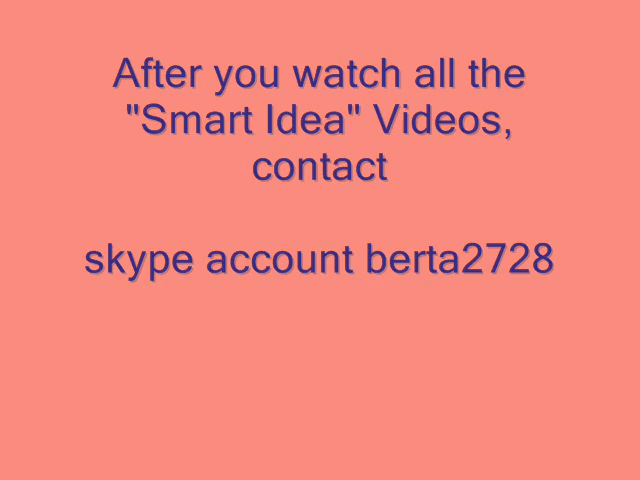 After you watch all the
"Smart Idea" Videos,
contact
skype account berta2728